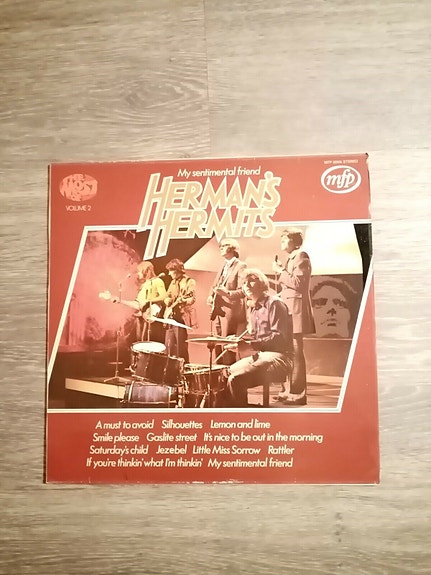 My sentimental friend
HERMAN'S
HERMITS
MOST
VOLUME 2
STEREO
mfp
A must to avoid Silhouettes Lemon and lime
Smile please Gaslite street It's nice to be out in the morning
Saturday's child Jezebel Little Miss Sorrow Rattler
If you're thinkin' what I'm thinkin' My sentimental friend